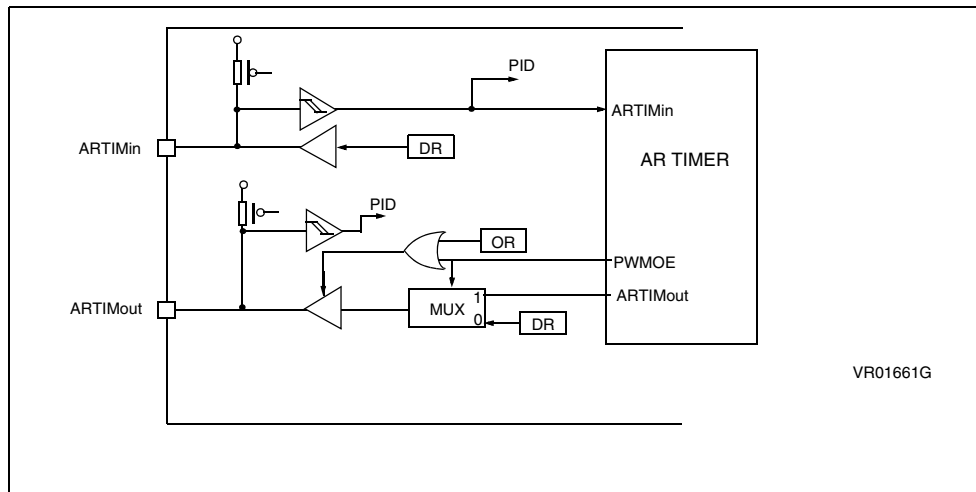 PID
ARTIMin
ARTIMin
DR
AR TIMER
PID
OR
PWMOE
ARTIMout
ARTIMout
MUX
1
0
DR
VR01661G